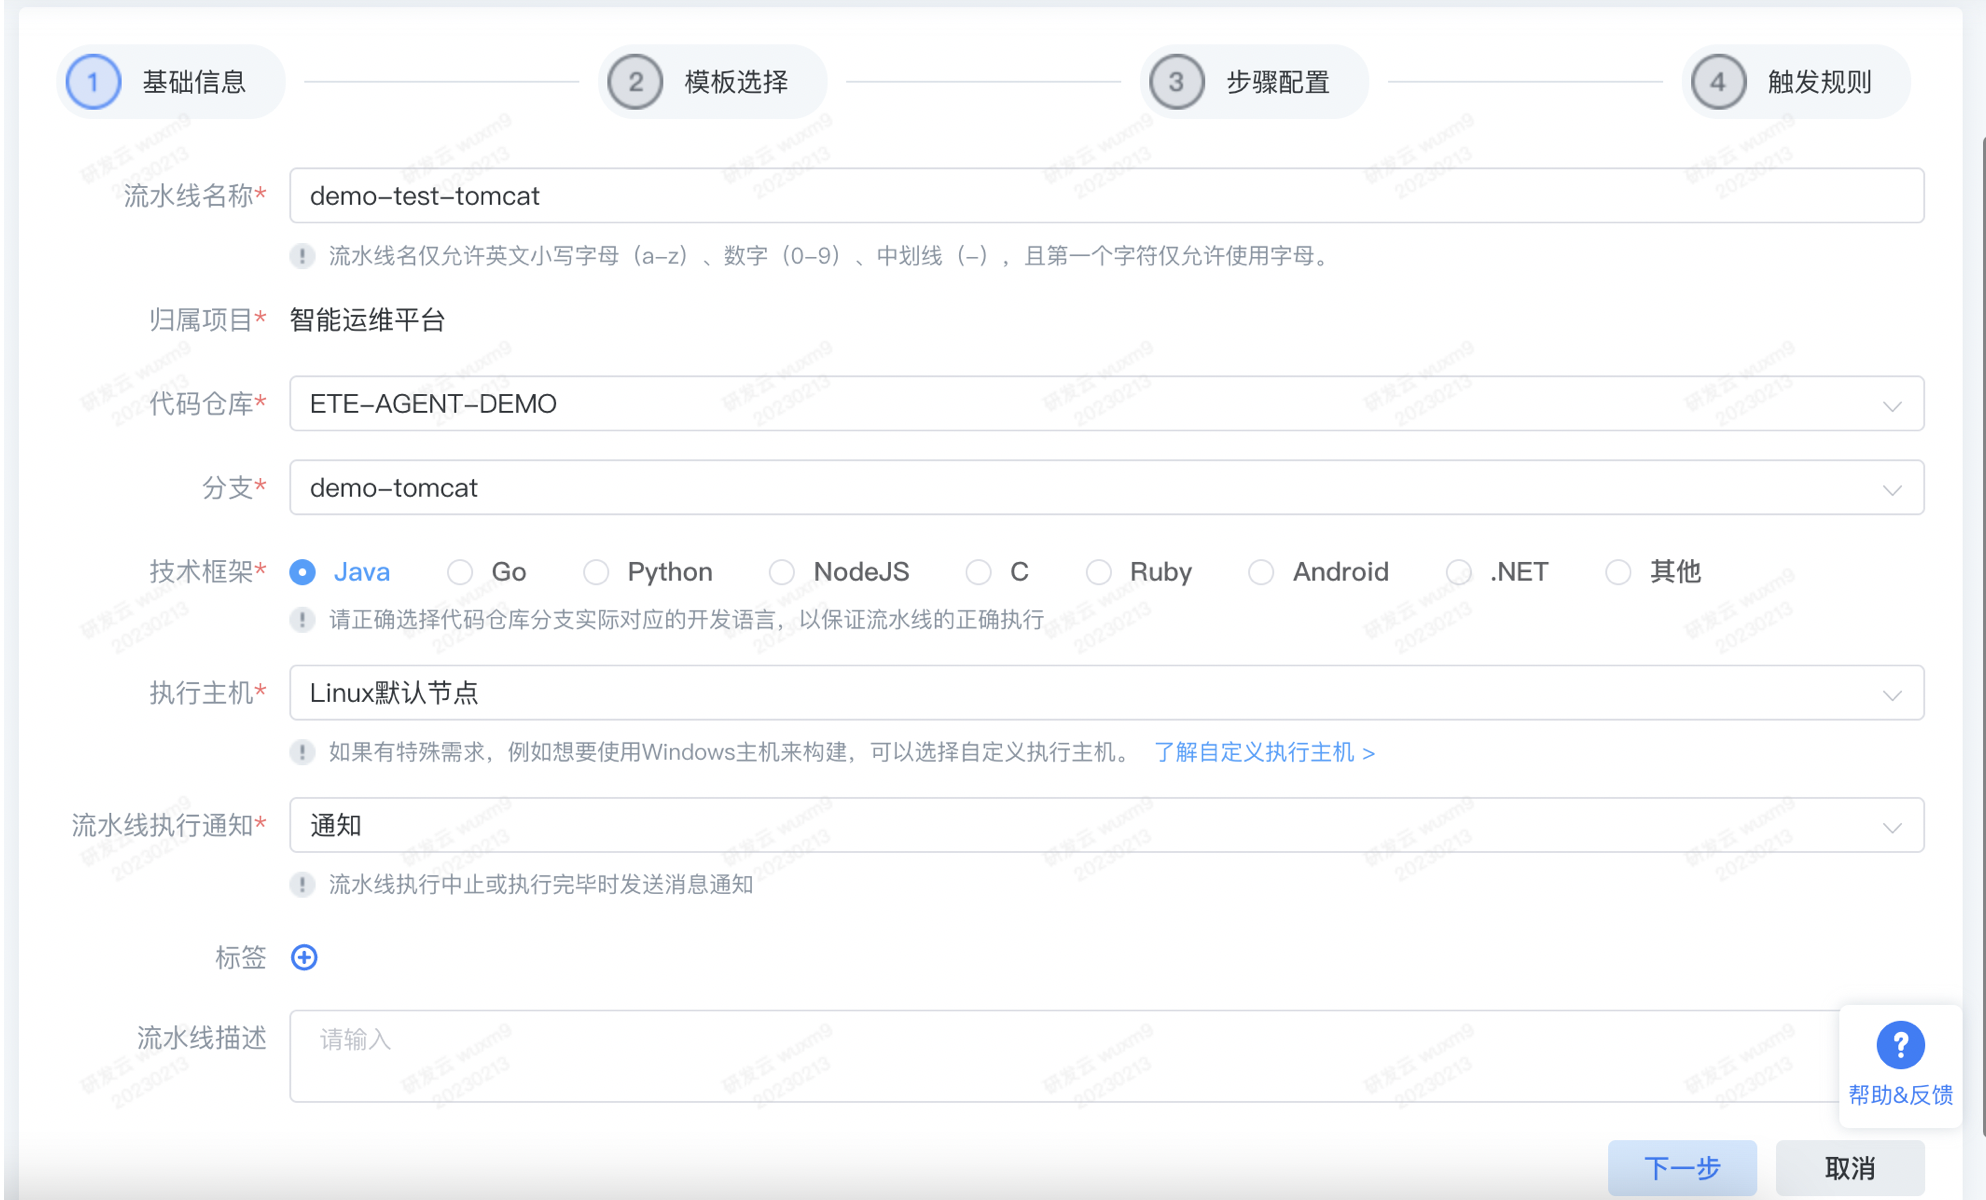 1 基础信息
2 模板选择
3 步骤配置
4 触发规则
流水线名称* demo-test-tomcat
流水线名仅允许英文小写字母（a-z）、数字（0-9）、中划线（-），且第一个字符仅允许使用字母。
归属项目* 智能运维平台
代码仓库* ETE-AGENT-DEMO
分支* demo-tomcat
技术框架* Java Go Python NodeJS C Ruby Android .NET 其他
请正确选择代码仓库分支实际对应的开发语言，以保证流水线的正确执行
执行主机* Linux默认节点
如果有特殊需求，例如想要使用Windows主机来构建，可以选择自定义执行主机。 了解自定义执行主机 >
流水线执行通知* 通知
流水线执行中止或执行完毕时发送消息通知
标签
流水线描述 请输入
帮助&反馈
下一步 取消
研发云 wuxm9
20230213